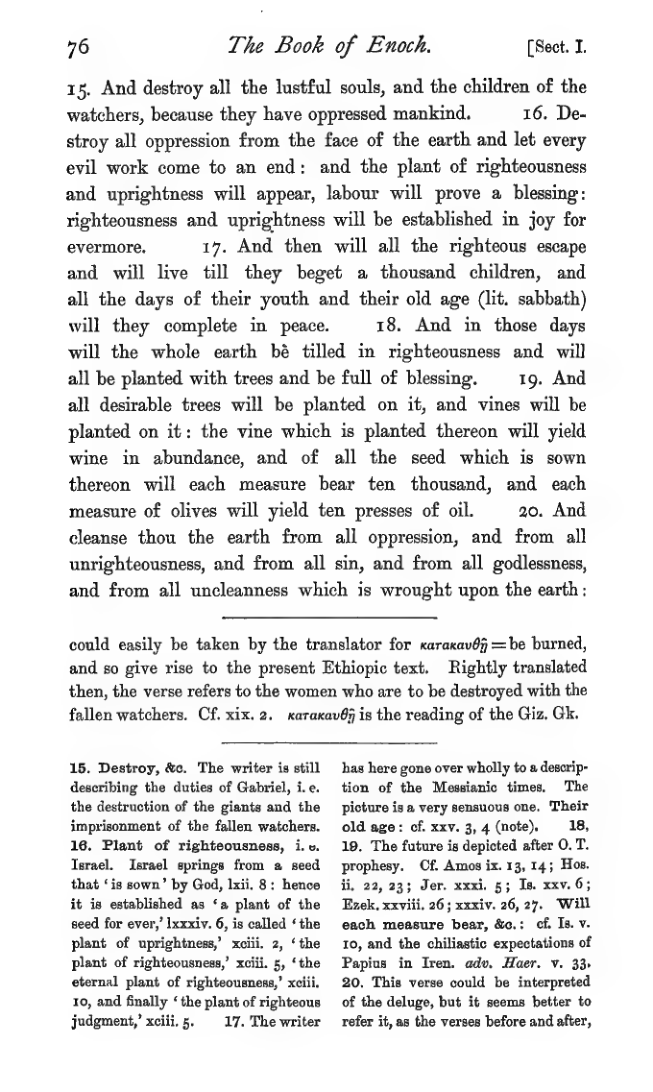 76 The Book of Enoch. [Sect. I.
15. And destroy all the lustful souls, and the children of the
watchers, because they have oppressed mankind. 16. De-
stroy all oppression from the face of the earth and let every
evil work come to an end : and the plant of righteousness
and uprightness will appear, labour will prove a blessing:
righteousness and uprightness will be established in joy for
evermore. 17. And then will all the righteous escape
and will live till they beget a thousand children, and
all the days of their youth and their old age (lit. sabbath)
will they complete in peace. 18. And in those days
will the whole earth bè tilled in righteousness and will
all be planted with trees and be full of blessing. 19. And
all desirable trees will be planted on it, and vines will be
planted on it : the vine which is planted thereon will yield
wine in abundance, and of all the seed which is sown
thereon will each measure bear ten thousand, and each
measure of olives will yield ten presses of oil. 20. And
cleanse thou the earth from all oppression, and from all
unrighteousness, and from all sin, and from all godlessness,
and from all uncleanness which is wrought upon the earth :
could easily be taken by the translator for κατακαυθῇ = be burned,
and so give rise to the present Ethiopic text. Rightly translated
then, the verse refers to the women who are to be destroyed with the
fallen watchers. Cf. xix. 2. κατακαυθῇ is the reading of the Giz. Gk.
15. Destroy, &c. The writer is still
describing the duties of Gabriel, i. e.
the destruction of the giants and the
imprisonment of the fallen watchers.
16. Plant of righteousness, i. e.
Israel. Israel springs from a seed
that ‘is sown’ by God, lxii. 8 : hence
it is established as ‘a plant of the
seed for ever,’ lxxxiv. 6, is called ‘the
plant of uprightness,’ xciii. 2, ‘the
plant of righteousness,’ xciii. 5, ‘the
eternal plant of righteousness,’ xciii.
10, and finally ‘the plant of righteous
judgment,’ xciii. 5. 17. The writer
has here gone over wholly to a descrip-
tion of the Messianic times. The
picture is a very sensuous one. Their
old age : cf. xxv. 3, 4 (note). 18,
19. The future is depicted after O. T.
prophesy. Cf. Amos ix. 13, 14 ; Hos.
ii. 22, 23 ; Jer. xxxi. 5 ; Is. xxv. 6 ;
Ezek. xxviii. 26 ; xxxiv. 26, 27. Will
each measure bear, &c. : cf. Is. v.
10, and the chiliastic expectations of
Papius in Iren. adv. Haer. v. 33.
20. This verse could be interpreted
of the deluge, but it seems better to
refer it, as the verses before and after,